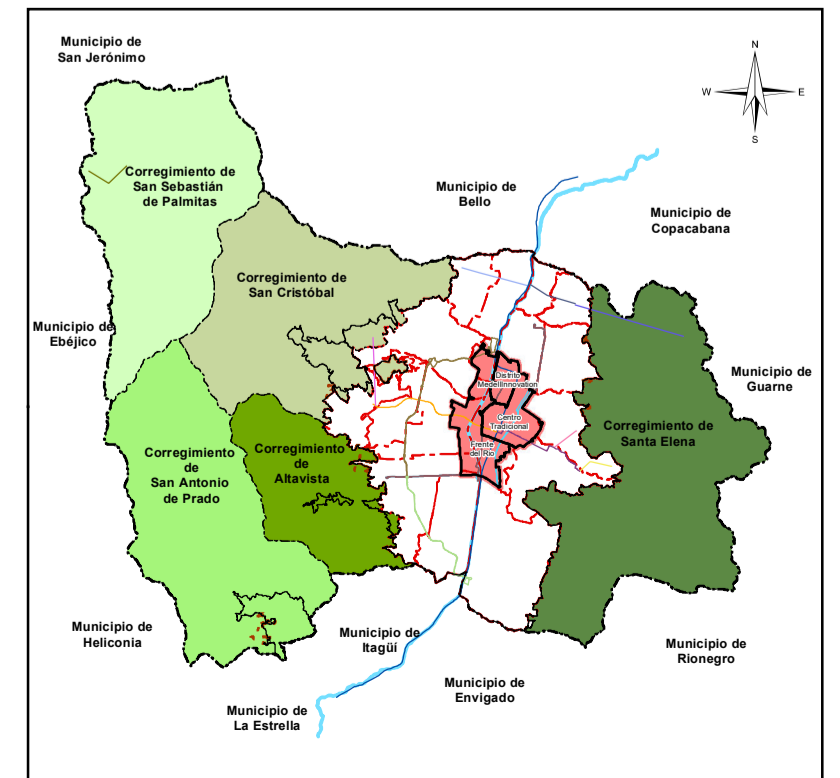 Municipio de
San Jerónimo
N
W
E
S
Corregimiento de
San Sebastián
de Palmitas
Municipio de
Bello
Municipio de
Copacabana
Corregimiento de
San Cristóbal
Municipio de
Ebéjico
Distrito
Medellinnovation
Municipio de
Guarne
Centro
Tradicional
Corregimiento de
Santa Elena
Frente
del Río
Corregimiento
de
Altavista
Corregimiento
de
San Antonio
de Prado
Municipio de
Heliconia
Municipio de
Itagüí
Municipio de
Rionegro
Municipio de
Envigado
Municipio de
La Estrella